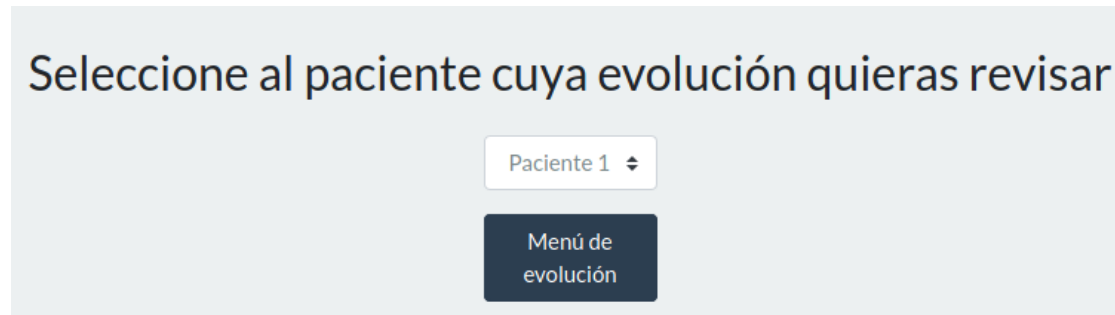 Seleccione al paciente cuya evolución quieras revisar
Paciente 1
Menú de
evolución